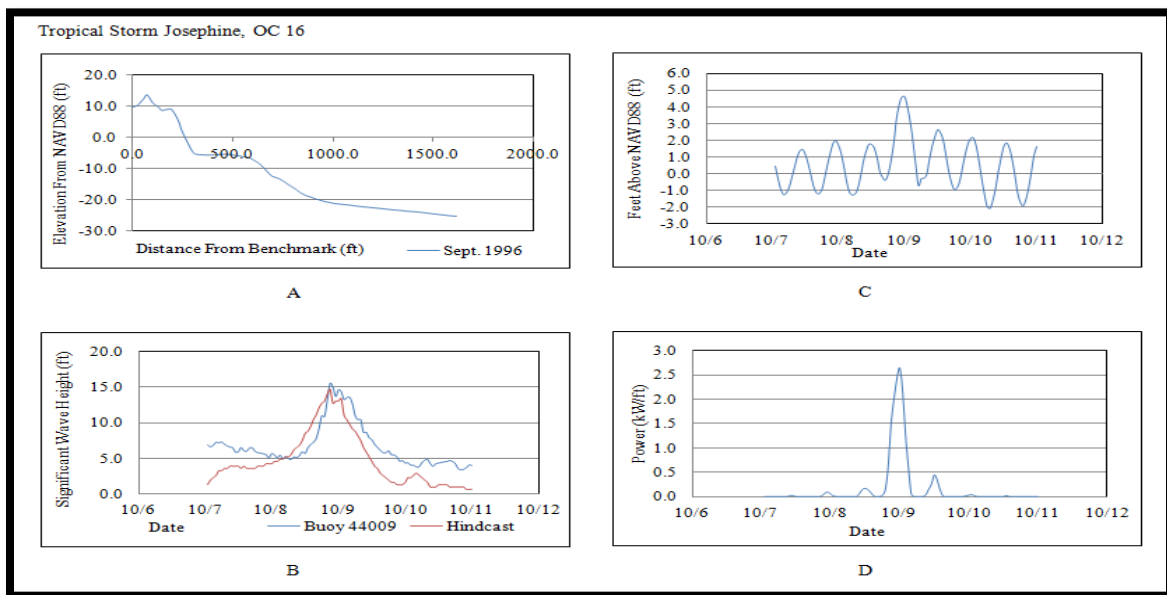 Tropical Storm Josephine, OC 16
Elevation From NAVD88 (ft)
20.0
10.0
0.0
-10.0
-20.0
-30.0
0.0 500.0 1000.0 1500.0 2000.0
Distance From Benchmark (ft)
Sept. 1996
A
Feet Above NAVD88 (ft)
6.0
5.0
4.0
3.0
2.0
1.0
0.0
-1.0
-2.0
-3.0
10/6 10/7 10/8 10/9 10/10 10/11 10/12
Date
C
Significant Wave Height (ft)
20.0
15.0
10.0
5.0
0.0
10/6 10/7 10/8 10/9 10/10 10/11 10/12
Date
Buoy 44009
Hindcast
B
Power (kW/ft)
3.0
2.5
2.0
1.5
1.0
0.5
0.0
10/6 10/7 10/8 10/9 10/10 10/11 10/12
Date
D